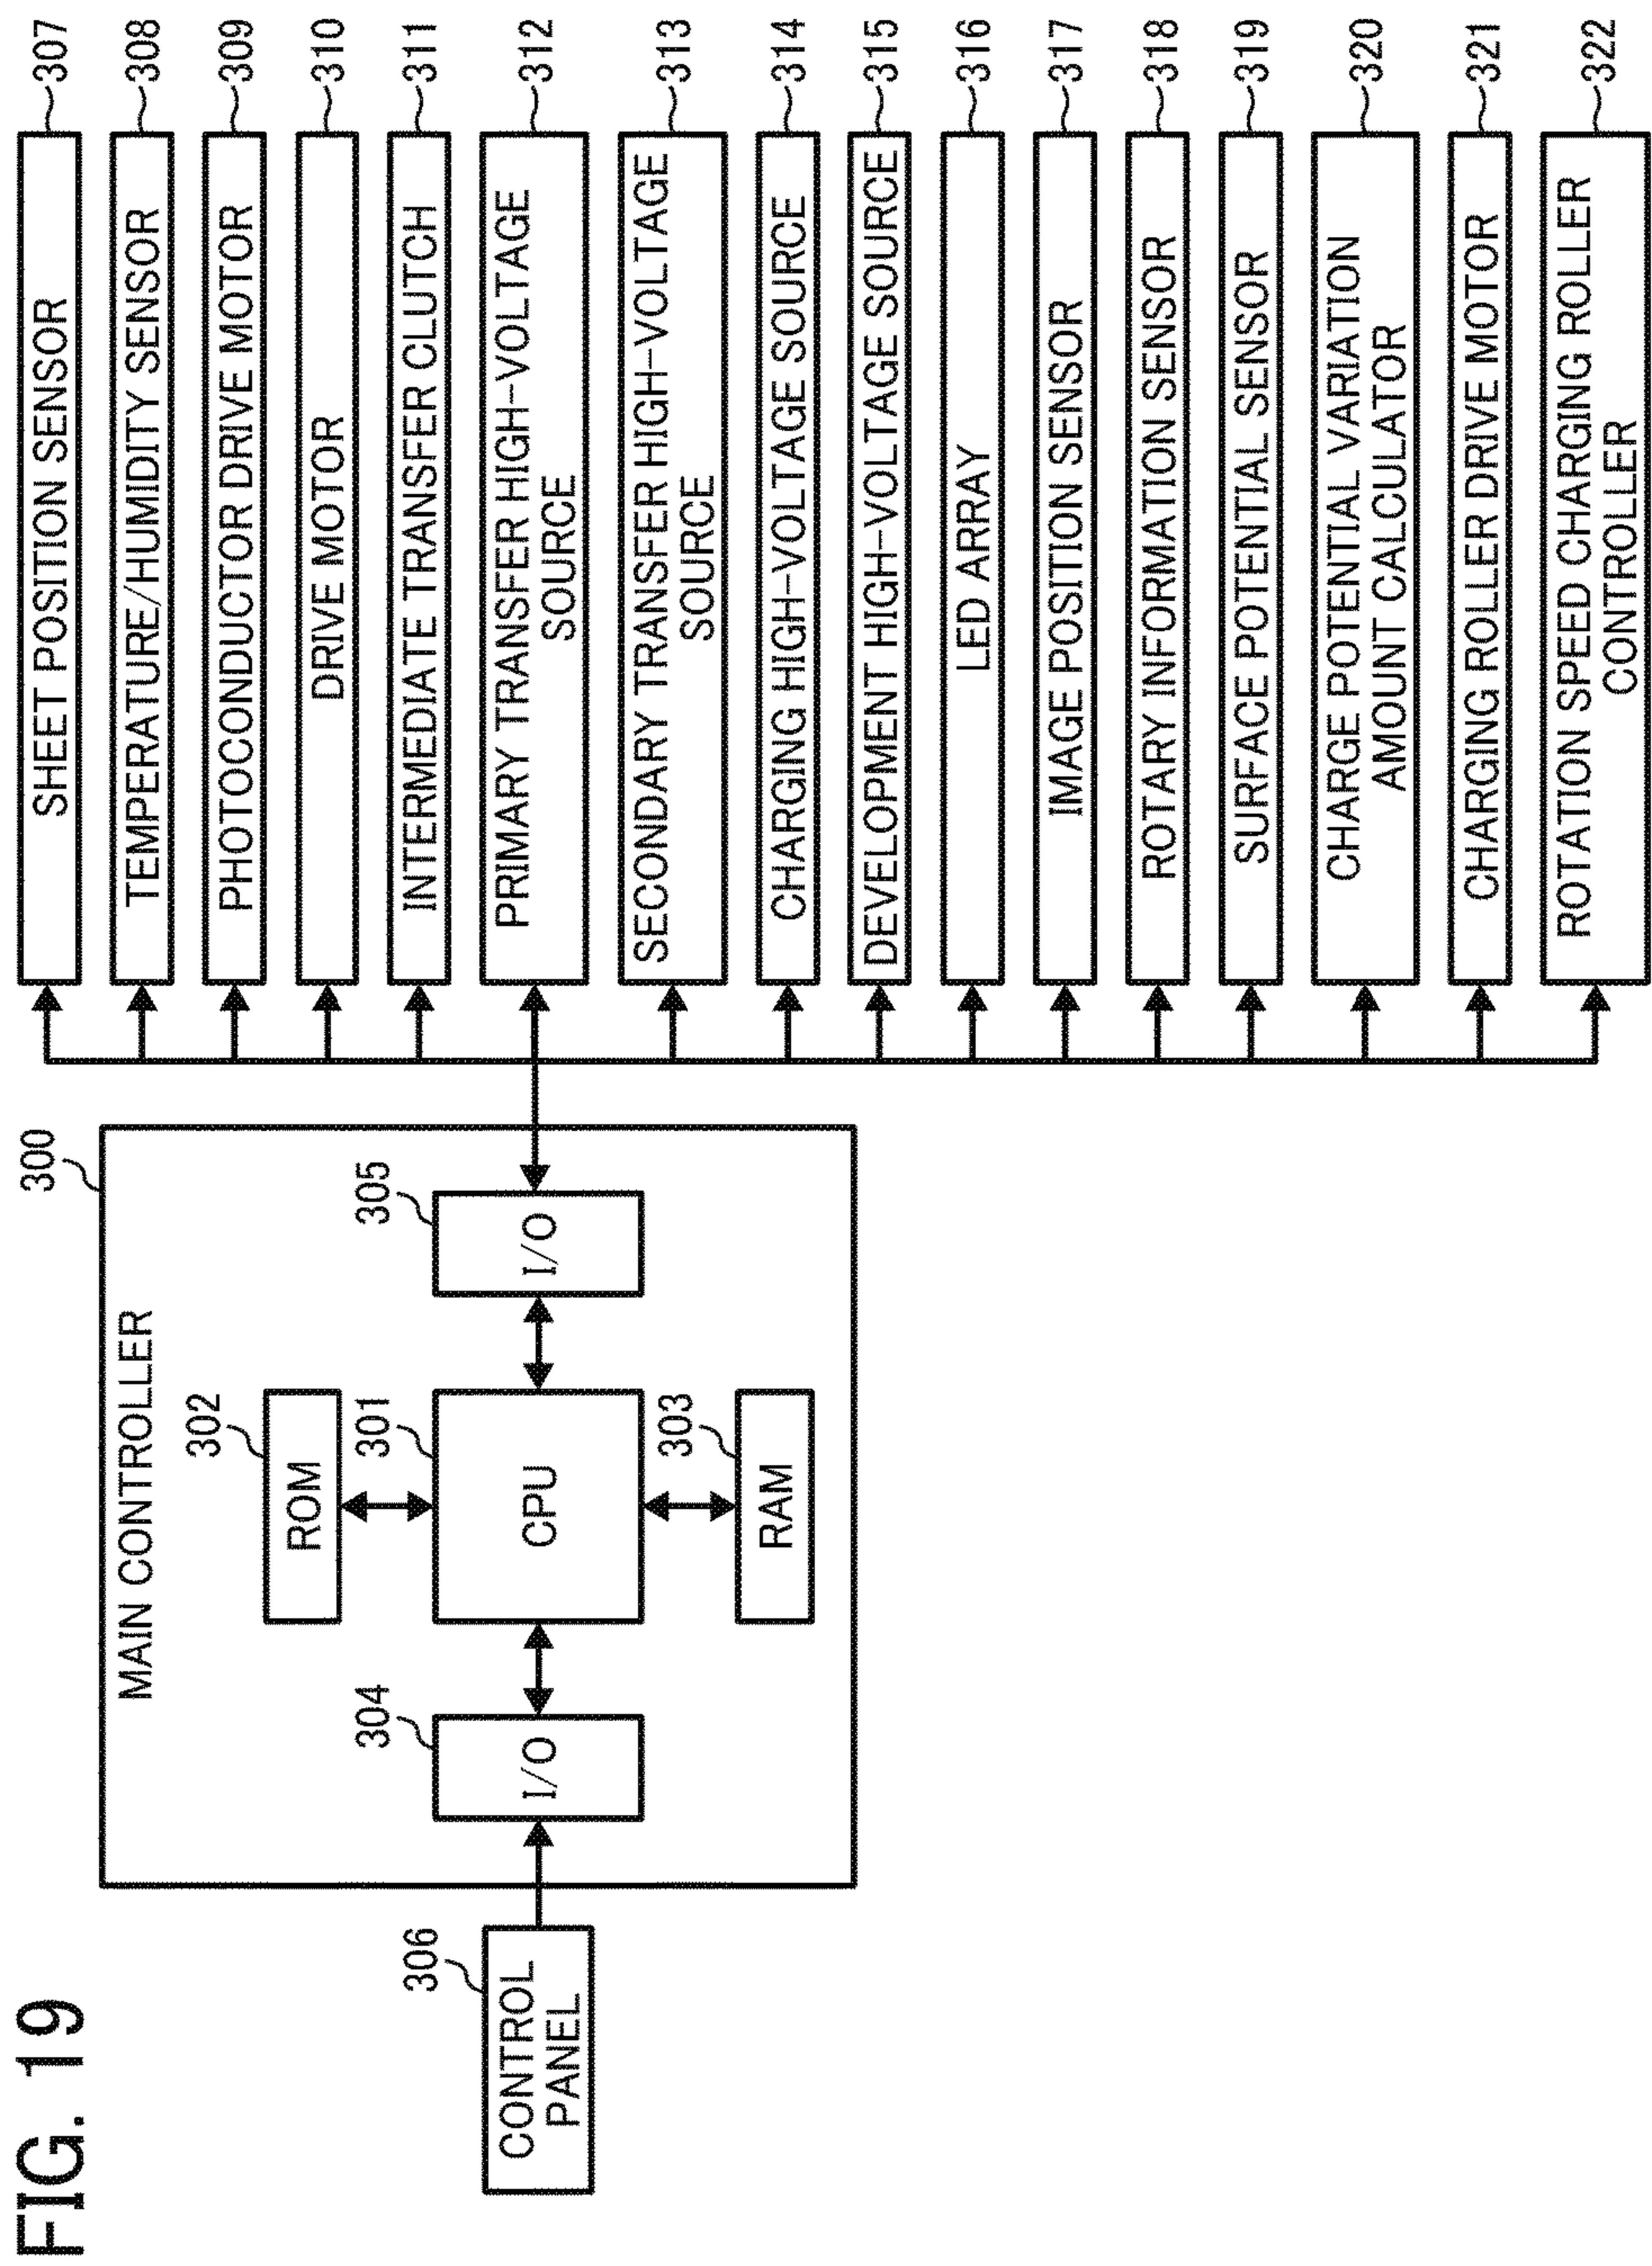 FIG. 19
300
MAIN CONTROLLER
302
ROM
306
CONTROL
PANEL
304
I/O
301
CPU
305
I/O
303
RAM
SHEET POSITION SENSOR
307
TEMPERATURE/HUMIDITY SENSOR
308
PHOTOCONDUCTOR DRIVE MOTOR
309
DRIVE MOTOR
310
INTERMEDIATE TRANSFER CLUTCH
311
PRIMARY TRANSFER HIGH-VOLTAGE
SOURCE
312
SECONDARY TRANSFER HIGH-VOLTAGE
SOURCE
313
CHARGING HIGH-VOLTAGE SOURCE
314
DEVELOPMENT HIGH-VOLTAGE SOURCE
315
LED ARRAY
316
IMAGE POSITION SENSOR
317
ROTARY INFORMATION SENSOR
318
SURFACE POTENTIAL SENSOR
319
CHARGE POTENTIAL VARIATION
AMOUNT CALCULATOR
320
CHARGING ROLLER DRIVE MOTOR
321
ROTATION SPEED CHARGING ROLLER
CONTROLLER
322